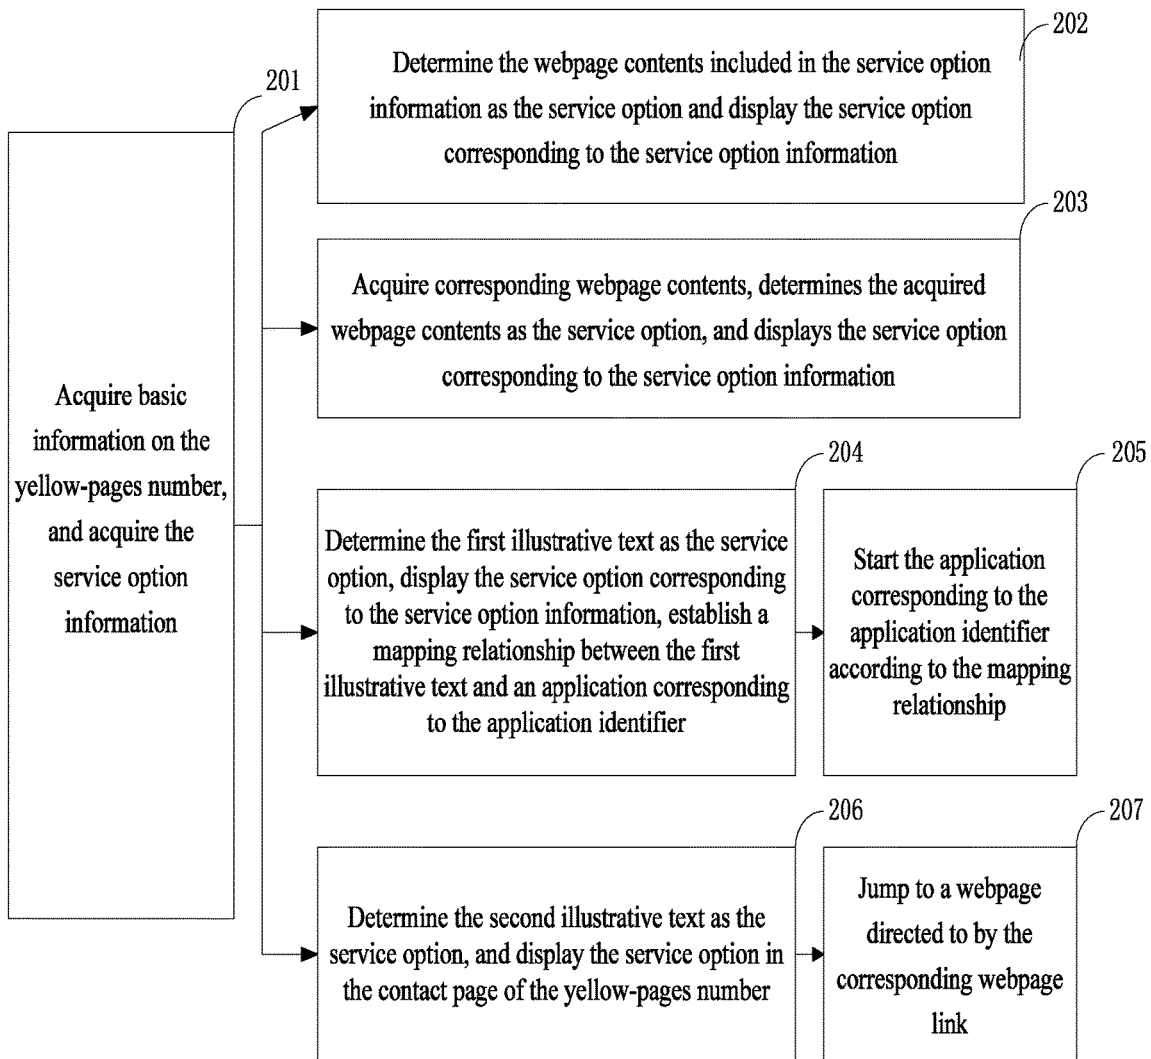 202
Determine the webpage contents included in the service option
information as the service option and display the service option
corresponding to the service option information
201
Acquire basic
information on the
yellow-pages number,
and acquire the
service option
information
203
Acquire corresponding webpage contents, determines the acquired
webpage contents as the service option, and displays the service option
corresponding to the service option information
204
Determine the first illustrative text as the service
option, display the service option corresponding
to the service option information, establish a
mapping relationship between the first
illustrative text and an application corresponding
to the application identifier
205
Start the application
corresponding to the
application identifier
according to the mapping
relationship
206
Determine the second illustrative text as the
service option, and display the service option in
the contact page of the yellow-pages number
207
Jump to a webpage
directed to by the
corresponding webpage
link